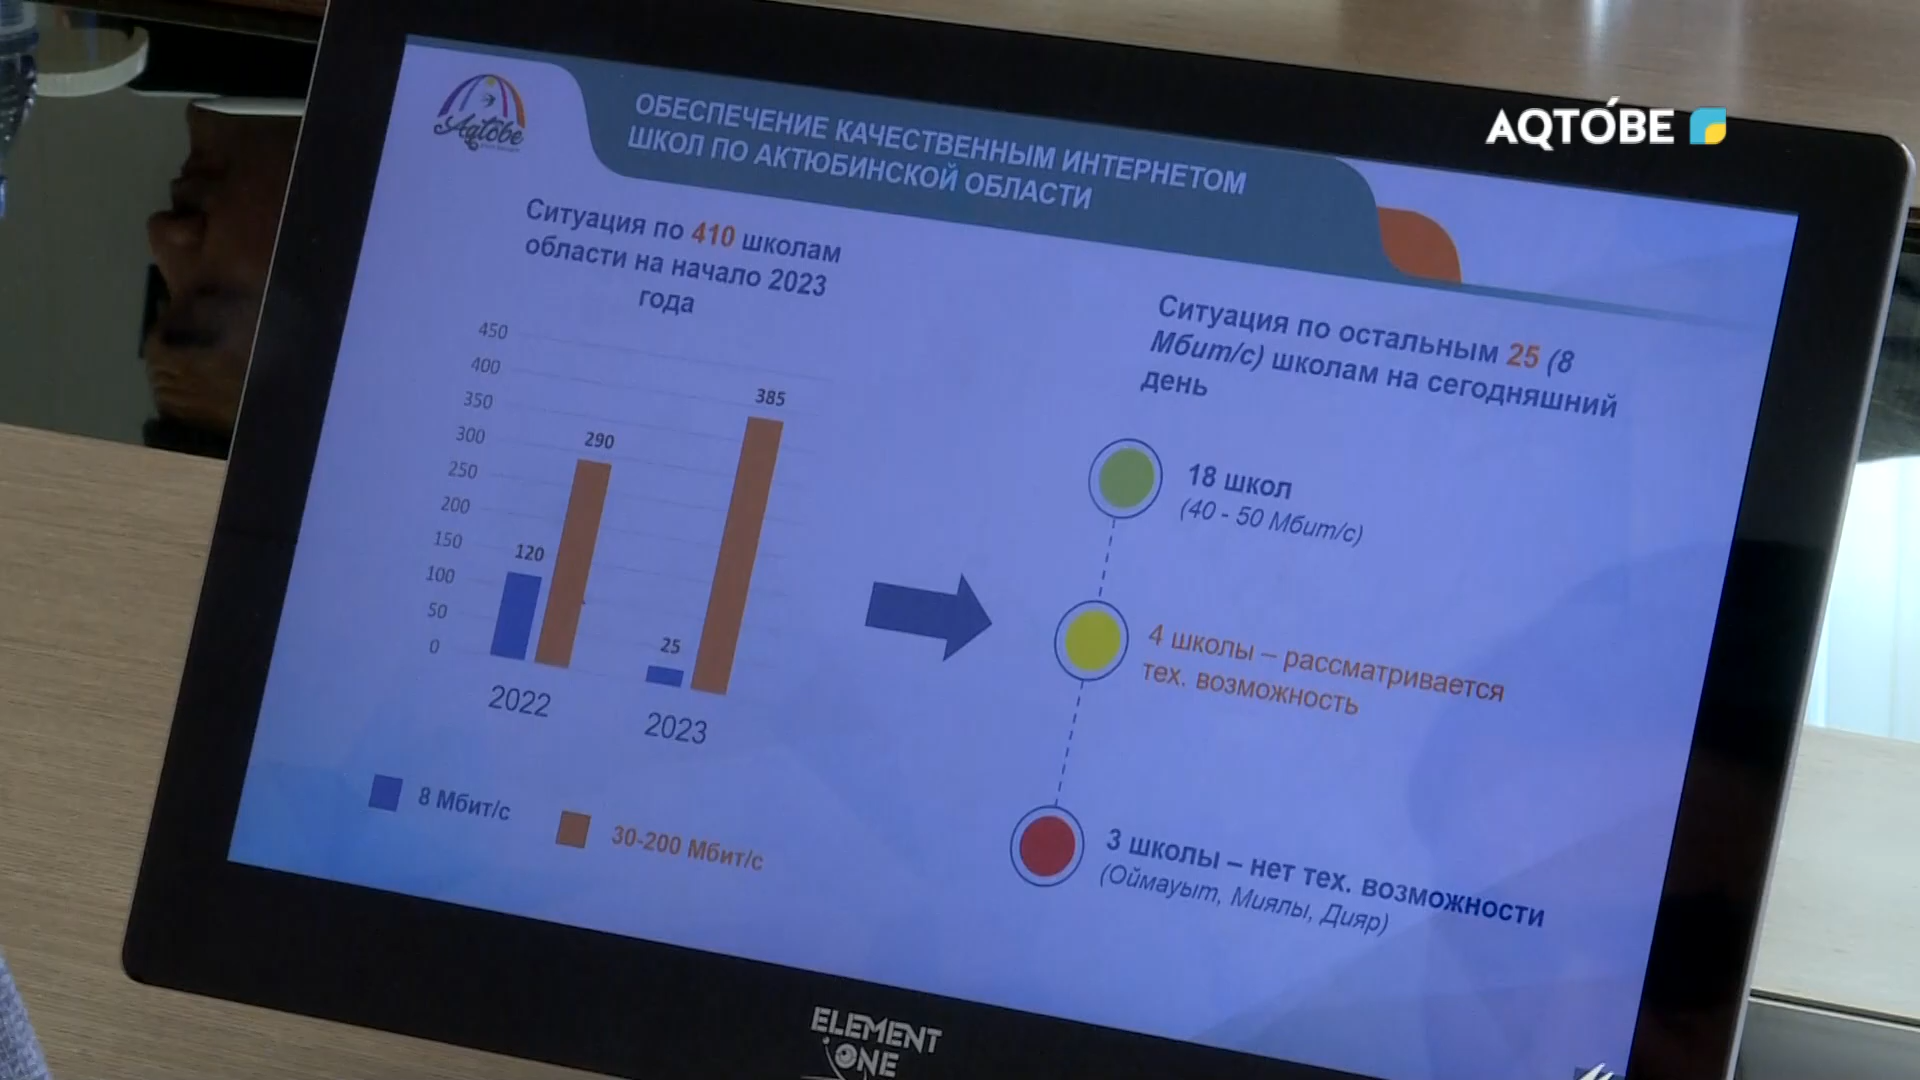 AQTÓBE
Aqtobe
ОБЕСПЕЧЕНИЕ КАЧЕСТВЕННЫМ ИНТЕРНЕТОМ
ШКОЛ ПО АКТЮБИНСКОЙ ОБЛАСТИ
Ситуация по 410 школам
области на начало 2023
года
450
400
350
300
250
200
150
100
50
0
120
290
25
385
2022
2023
8 Мбит/с
30-200 Мбит/с
Ситуация по остальным 25 (8
Мбит/с) школам на сегодняшний
день
18 школ
(40 - 50 Мбит/с)
4 школы – рассматривается
тех. возможность
3 школы – нет тех. возможности
(Оймауыт, Миялы, Дияр)
ELEMENT
ONE